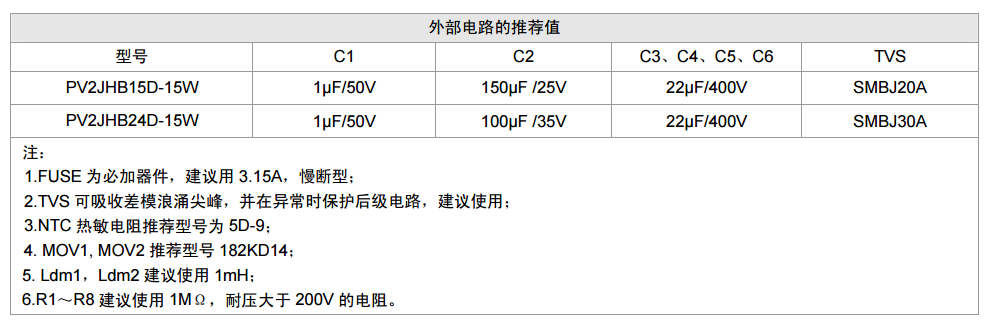 外部电路的推荐值
型号 C1 C2 C3、C4、C5、C6 TVS
PV2JHB15D-15W 1μF/50V 150μF /25V 22μF/400V SMBJ20A
PV2JHB24D-15W 1μF/50V 100μF /35V 22μF/400V SMBJ30A
注：
1.FUSE 为必加器件，建议用 3.15A，慢断型；
2.TVS 可吸收差模浪涌尖峰，并在异常时保护后级电路，建议使用；
3.NTC 热敏电阻推荐型号为 5D-9；
4. MOV1, MOV2 推荐型号 182KD14；
5. Ldm1，Ldm2 建议使用 1mH；
6.R1～R8 建议使用 1MΩ，耐压大于 200V 的电阻。